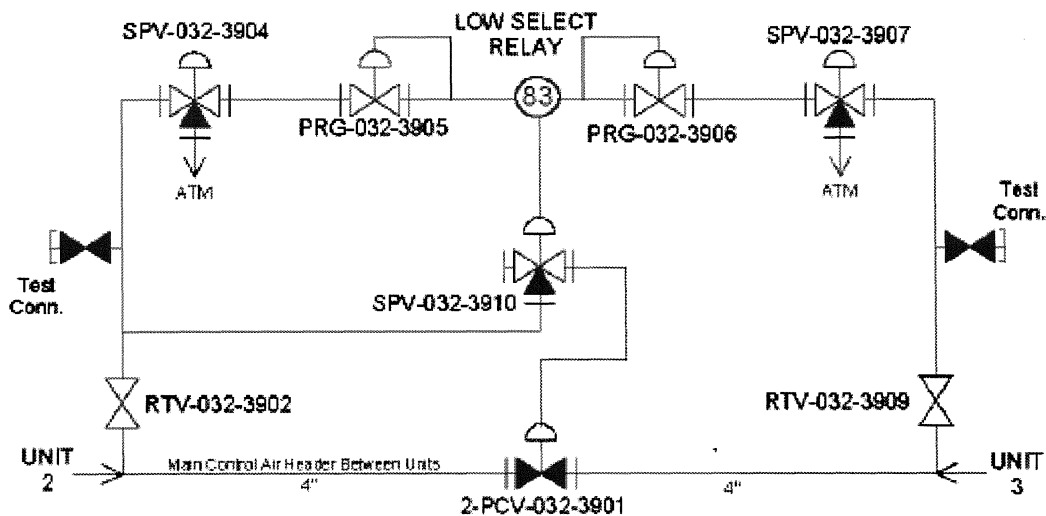 SPV-032-3904
LOW SELECT
RELAY
SPV-032-3907
83
PRG-032-3905
PRG-032-3906
ATM
ATM
Test
Conn.
Test
Conn.
SPV-032-3910
RTV-032-3902
RTV-032-3909
UNIT
2
Main Control Air Header Between Units
4"
4"
UNIT
3
2-PCV-032-3901